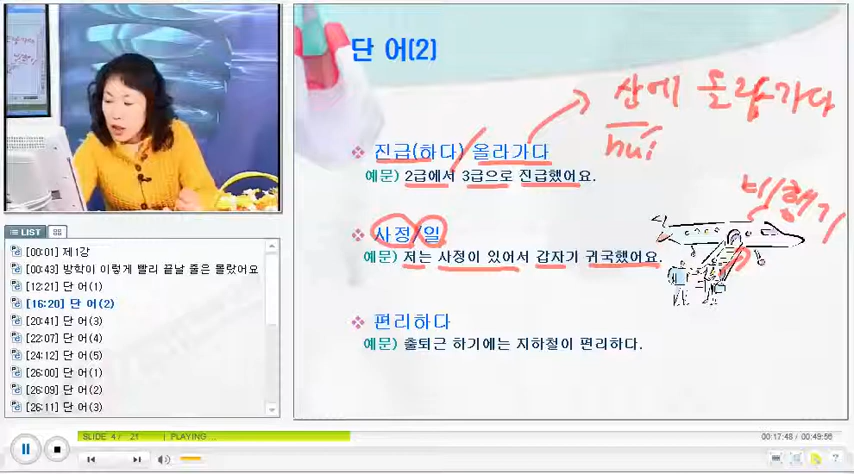 단 어(2)
산에 올라가다
hui
진급(하다)/올라가다
예문) 2급에서 3급으로 진급했어요.
비행기
사정/일
예문) 저는 사정이 있어서 갑자기 귀국했어요.
편리하다
예문) 출퇴근 하기에는 지하철이 편리하다.
LIST
[00:01] 제1강
[00:43] 방학이 이렇게 빨리 끝날 줄은 몰랐어요
[12:21] 단 어(1)
[16:20] 단 어(2)
[20:41] 단 어(3)
[22:07] 단 어(4)
[24:12] 단 어(5)
[26:00] 단 어(1)
[26:09] 단 어(2)
[26:11] 단 어(3)
SLIDE 4 / 21 PLAYING ...
00:17:48 / 00:49:56